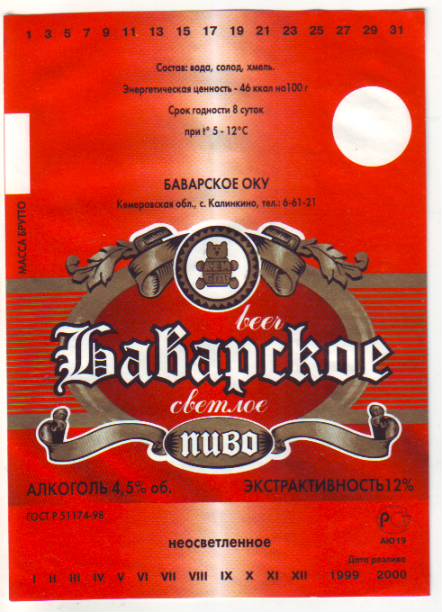 1 3 5 7 9 11 13 15 17 19 21 23 25 27 29 31
Состав: вода, солод, хмель.
Энергетическая ценность - 46 ккал на100 г
Срок годности 8 суток
при t° 5 - 12°С
МАССА БРУТТО
БАВАРСКОЕ ОКУ
Кемеровская обл., с. Калинкино, тел.: 6-61-21
beer
Баварское
светлое
пиво
АЛКОГОЛЬ 4,5% об.
ЭКСТРАКТИВНОСТЬ12%
ГОСТ Р 51174-98
АЮ19
неосветленное
Дата розлива
I II III IV V VI VII VIII IX X XI XII 1999 2000